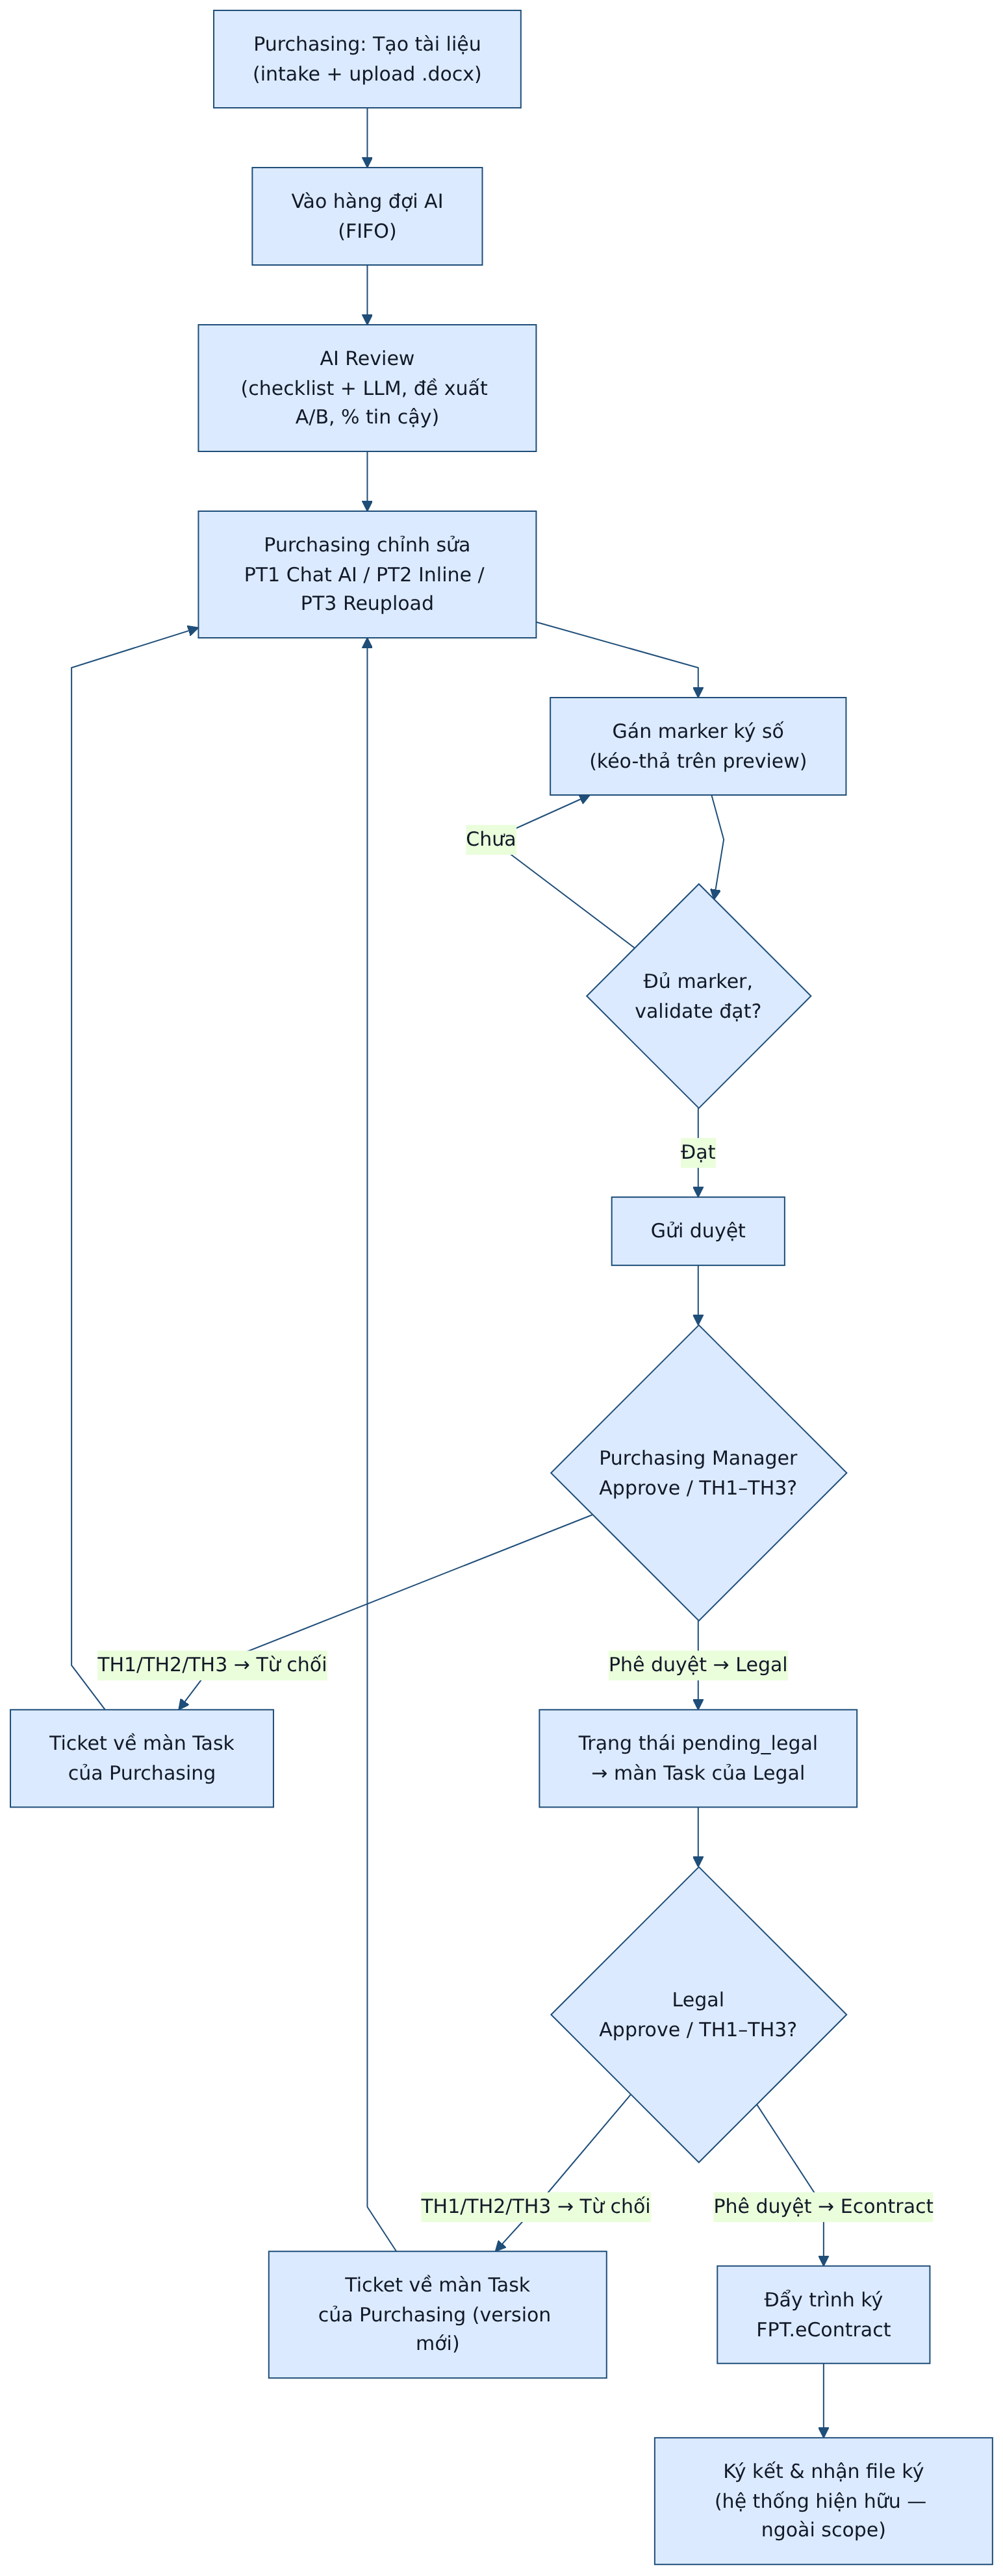 Purchasing: Tạo tài liệu
(intake + upload .docx)
Vào hàng đợi AI
(FIFO)
AI Review
(checklist + LLM, đề xuất
A/B, % tin cậy)
Purchasing chỉnh sửa
PT1 Chat AI / PT2 Inline /
PT3 Reupload
Gán marker ký số
(kéo-thả trên preview)
Chưa
Đủ marker,
validate đạt?
Đạt
Gửi duyệt
Purchasing Manager
Approve / TH1–TH3?
TH1/TH2/TH3 → Từ chối
Phê duyệt → Legal
Ticket về màn Task
của Purchasing
Trạng thái pending_legal
→ màn Task của Legal
Legal
Approve / TH1–TH3?
TH1/TH2/TH3 → Từ chối
Phê duyệt → Econtract
Ticket về màn Task
của Purchasing (version
mới)
Đẩy trình ký
FPT.eContract
Ký kết & nhận file ký
(hệ thống hiện hữu —
ngoài scope)